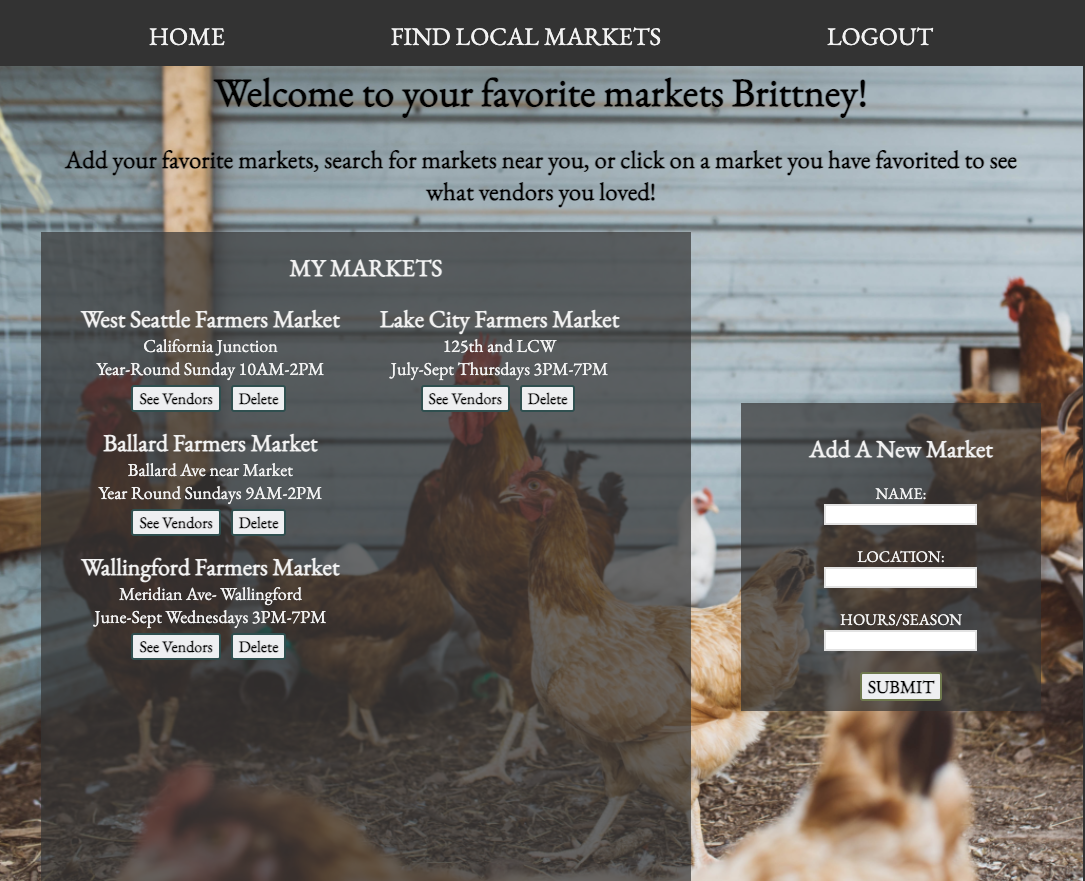 HOME
FIND LOCAL MARKETS
LOGOUT
Welcome to your favorite markets Brittney!
Add your favorite markets, search for markets near you, or click on a market you have favorited to see
what vendors you loved!
MY MARKETS
West Seattle Farmers Market
California Junction
Year-Round Sunday 10AM-2PM
See Vendors
Delete
Lake City Farmers Market
125th and LCW
July-Sept Thursdays 3PM-7PM
See Vendors
Delete
Ballard Farmers Market
Ballard Ave near Market
Year Round Sundays 9AM-2PM
See Vendors
Delete
Wallingford Farmers Market
Meridian Ave- Wallingford
June-Sept Wednesdays 3PM-7PM
See Vendors
Delete
Add A New Market
NAME:
LOCATION:
HOURS/SEASON
SUBMIT